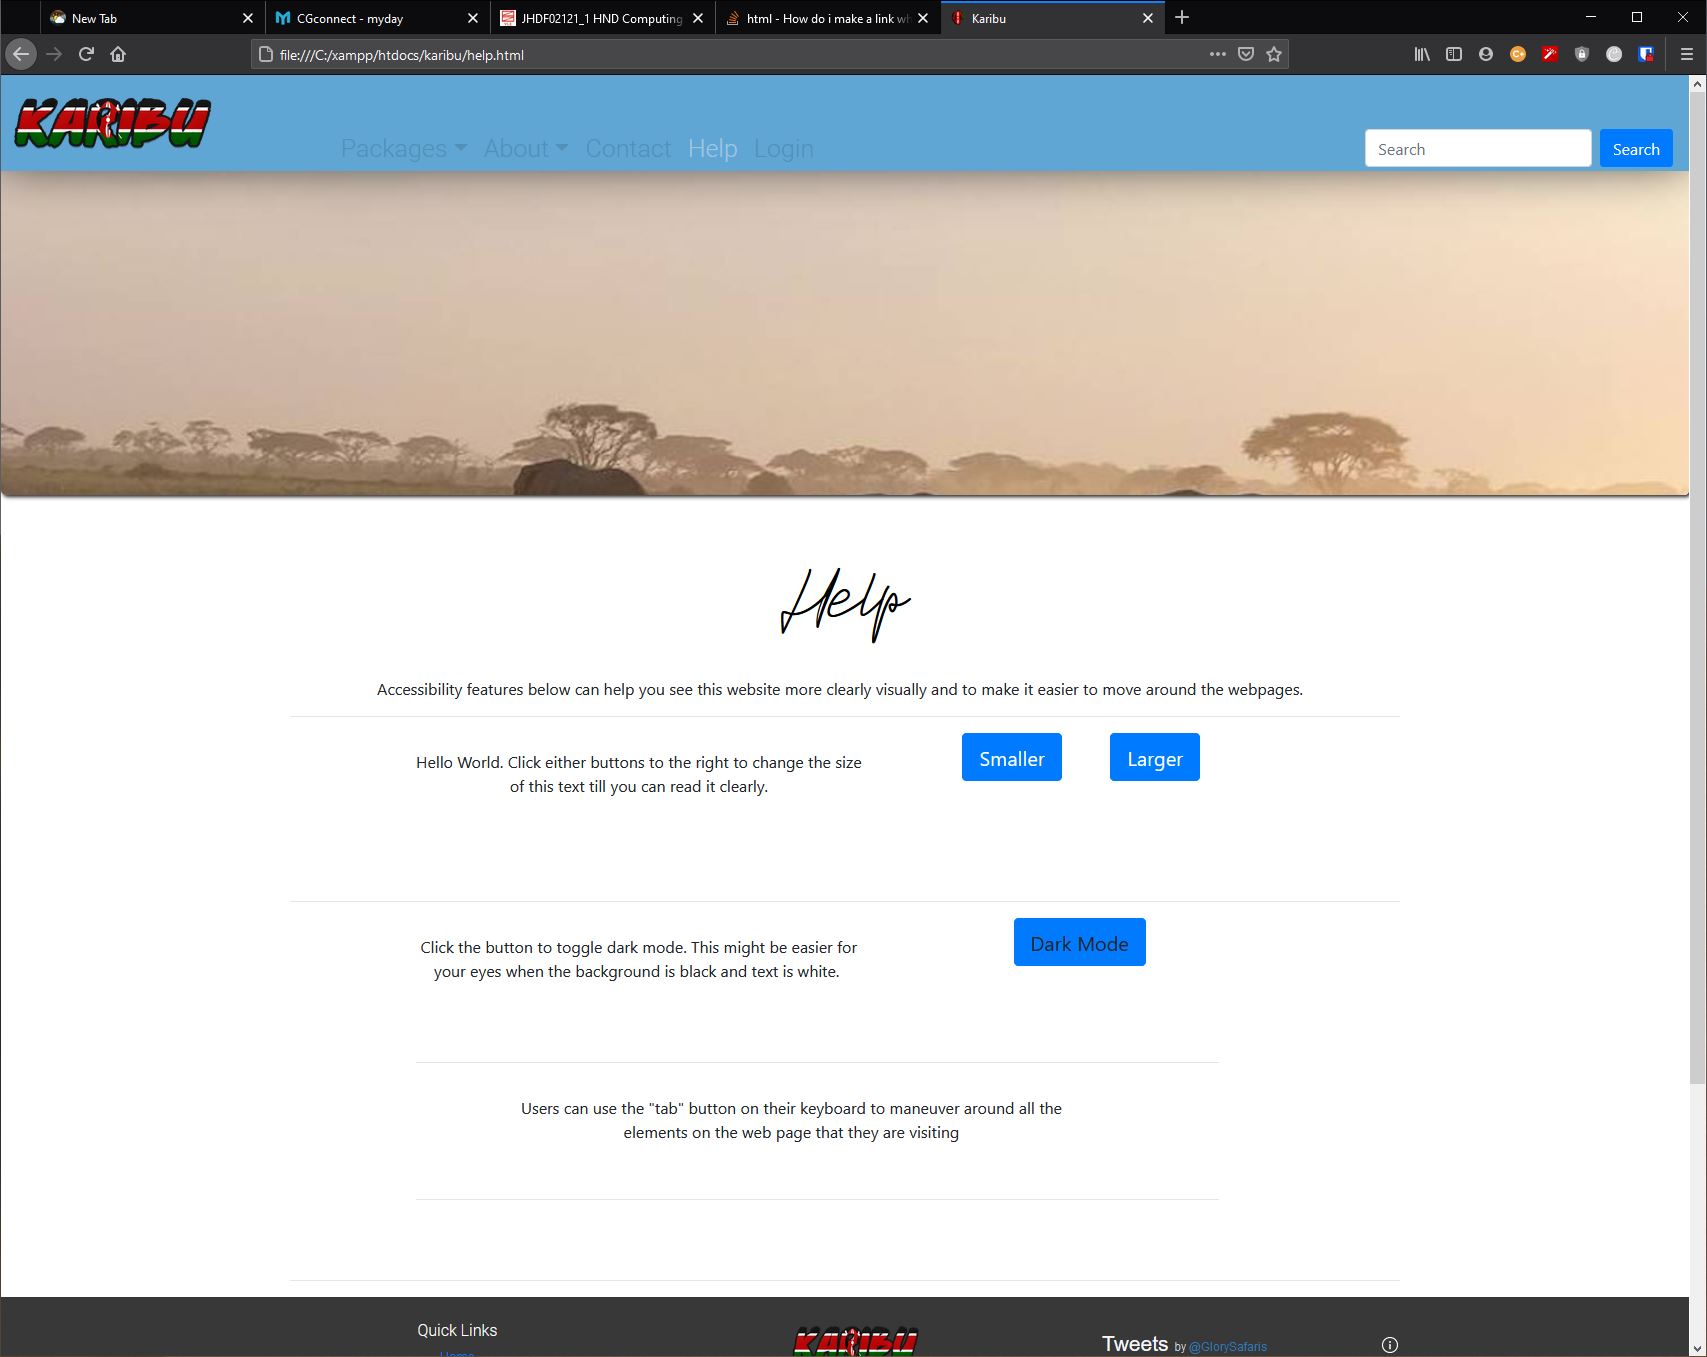 New Tab
CGconnect - myday
JHDF02121_1 HND Computing
html - How do i make a link wh
Karibu
file:///C:/xampp/htdocs/karibu/help.html
KARIBU
Packages About Contact Help Login
Search
Search
Help
Accessibility features below can help you see this website more clearly visually and to make it easier to move around the webpages.
Hello World. Click either buttons to the right to change the size
of this text till you can read it clearly.
Smaller
Larger
Click the button to toggle dark mode. This might be easier for
your eyes when the background is black and text is white.
Dark Mode
Users can use the "tab" button on their keyboard to maneuver around all the
elements on the web page that they are visiting
Quick Links
Home
KARIBU
Tweets by @GlorySafaris